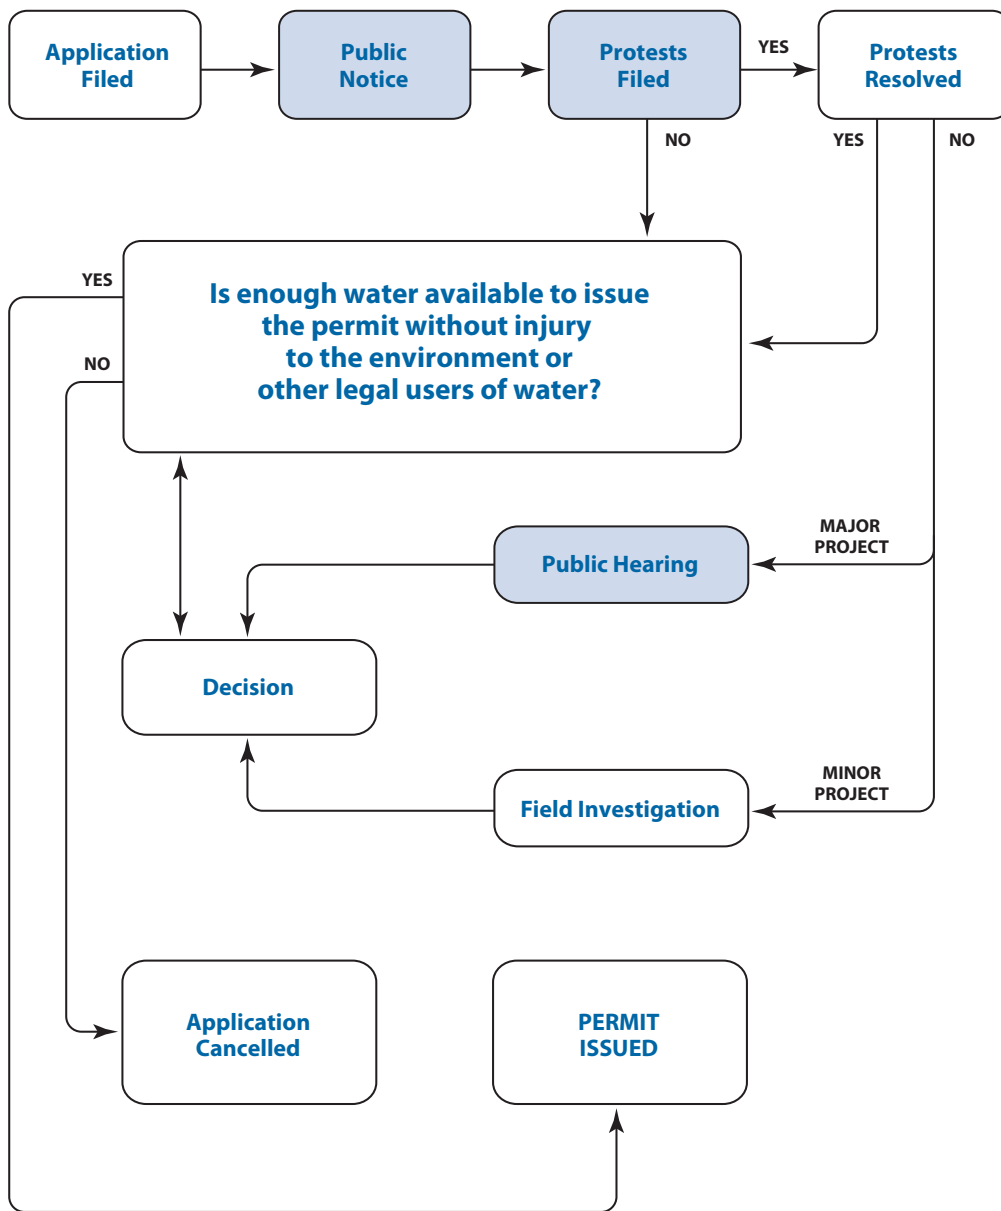 Application
Filed
Public
Notice
Protests
Filed
YES
Protests
Resolved
NO
YES
NO
YES
NO
Is enough water available to issue
the permit without injury
to the environment or
other legal users of water?
MAJOR
PROJECT
Public Hearing
Decision
MINOR
PROJECT
Field Investigation
Application
Cancelled
PERMIT
ISSUED